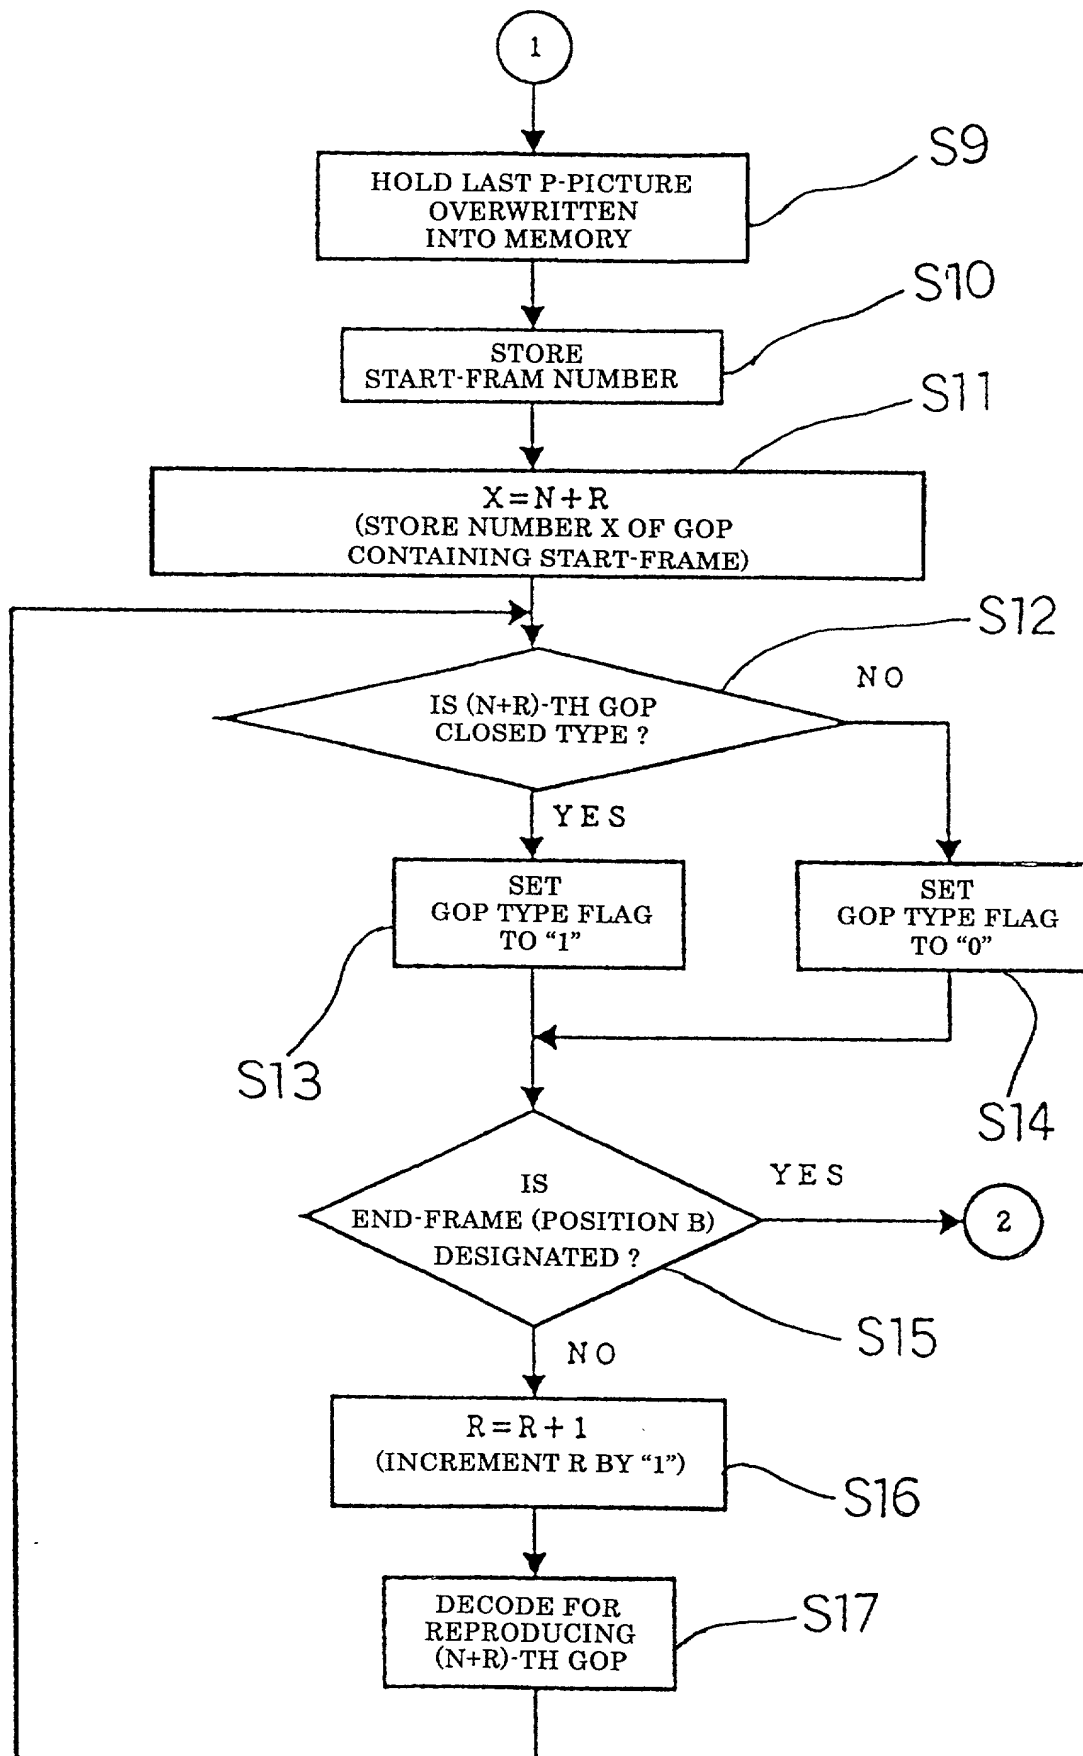 1
HOLD LAST P-PICTURE
OVERWRITTEN
INTO MEMORY
S9
STORE
START-FRAM NUMBER
S10
X=N+R
(STORE NUMBER X OF GOP
CONTAINING START-FRAME)
S11
IS (N+R)-TH GOP
CLOSED TYPE ?
S12
NO
YES
SET
GOP TYPE FLAG
TO “1”
S13
SET
GOP TYPE FLAG
TO “0”
S14
IS
END-FRAME (POSITION B)
DESIGNATED ?
YES
2
S15
NO
R=R+1
(INCREMENT R BY “1”)
S16
DECODE FOR
REPRODUCING
(N+R)-TH GOP
S17